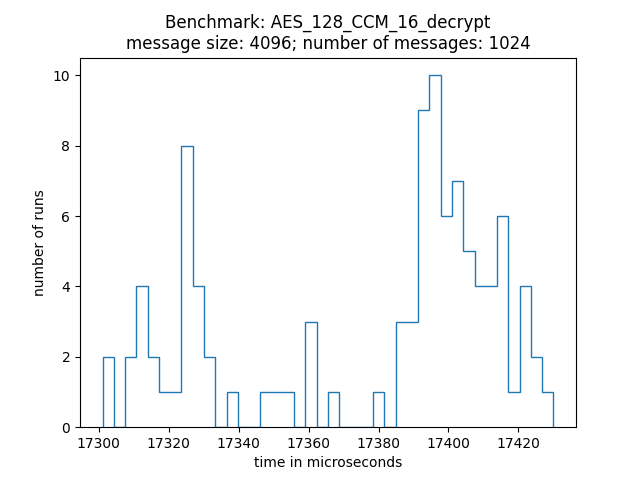 Benchmark: AES_128_CCM_16_decrypt
message size: 4096; number of messages: 1024
10
8
6
4
2
0
number of runs
17300 17320 17340 17360 17380 17400 17420
time in microseconds